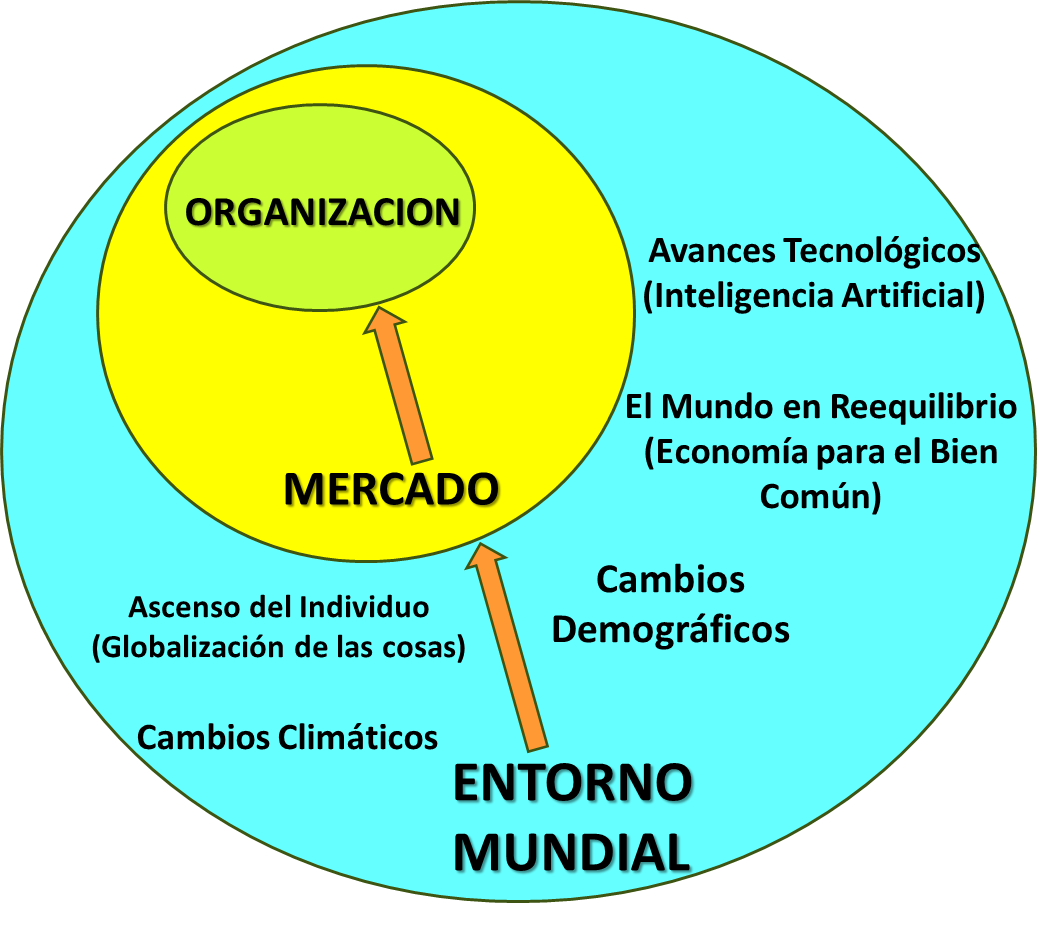 ORGANIZACION
MERCADO
Avances Tecnológicos
(Inteligencia Artificial)
El Mundo en Reequilibrio
(Economía para el Bien
Común)
Cambios
Demográficos
Ascenso del Individuo
(Globalización de las cosas)
Cambios Climáticos
ENTORNO
MUNDIAL